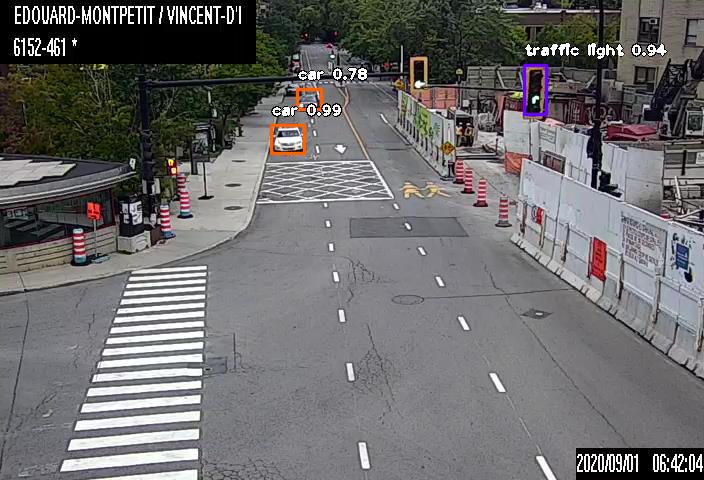 EDOUARD-MONTPETIT / VINCENT-D'I
6152-461 *
traffic light 0.94
car 0.78
car 0.99
2020/09/01 06:42:04